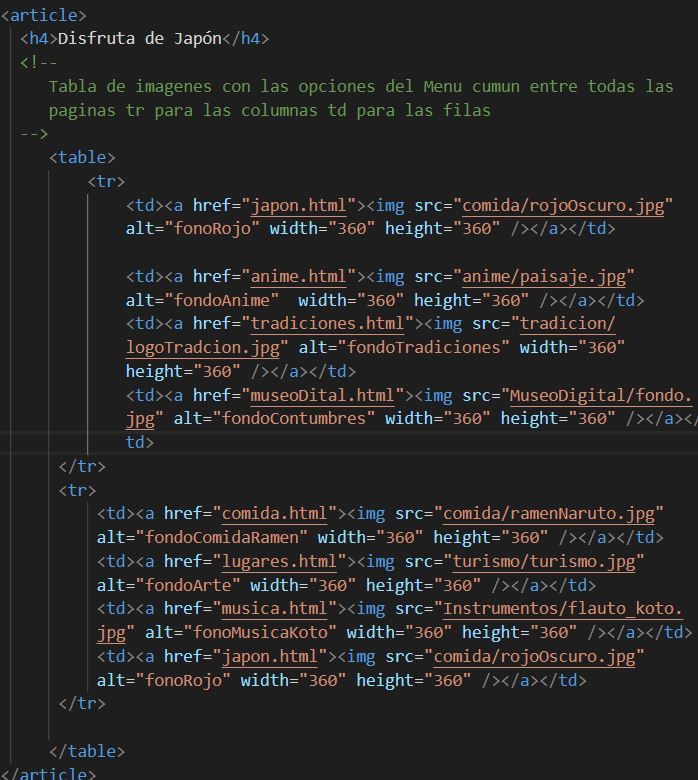 <article>
<h4>Disfruta de Japón</h4>
<!--
Tabla de imagenes con las opciones del Menu cumun entre todas las
paginas tr para las columnas td para las filas
-->
<table>
<tr>
<td><a href="japon.html"><img src="comida/rojoOscuro.jpg"
alt="fonoRojo" width="360" height="360" /></a></td>
<td><a href="anime.html"><img src="anime/paisaje.jpg"
alt="fondoAnime"  width="360" height="360" /></a></td>
<td><a href="tradiciones.html"><img src="tradicion/
logoTradcion.jpg" alt="fondoTradiciones" width="360"
height="360" /></a></td>
<td><a href="museoDital.html"><img src="MuseoDigital/fondo.
jpg" alt="fondoContumbres" width="360" height="360" /></a></
td>
</tr>
<tr>
<td><a href="comida.html"><img src="comida/ramenNaruto.jpg"
alt="fondoComidaRamen" width="360" height="360" /></a></td>
<td><a href="lugares.html"><img src="turismo/turismo.jpg"
alt="fondoArte" width="360" height="360" /></a></td>
<td><a href="musica.html"><img src="Instrumentos/flauto_koto.
jpg" alt="fonoMusicaKoto" width="360" height="360" /></a></td>
<td><a href="japon.html"><img src="comida/rojoOscuro.jpg"
alt="fonoRojo" width="360" height="360" /></a></td>
</tr>
</table>
</article>